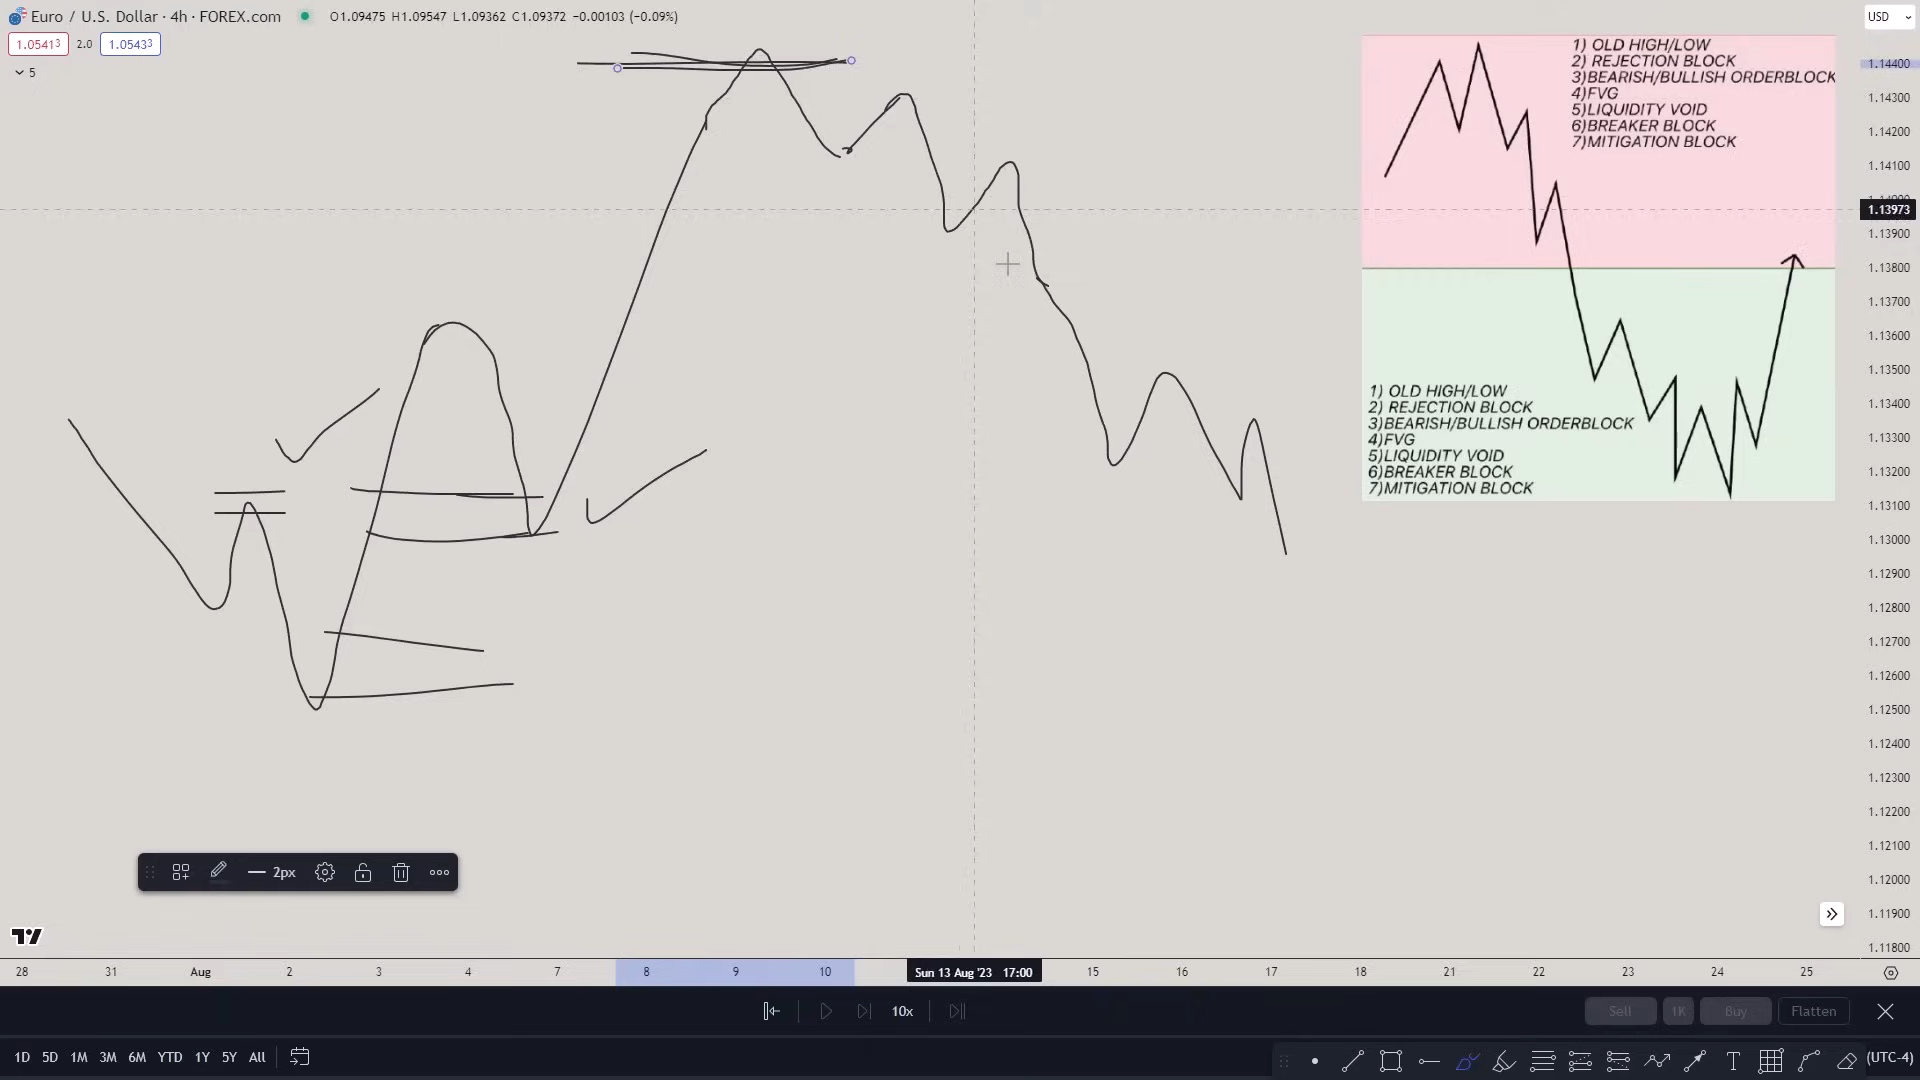 Euro / U.S. Dollar · 4h · FOREX.com
O1.09475 H1.09547 L1.09362 C1.09372 −0.00103 (−0.09%)
USD
1.05413 2.0 1.05433
5
1) OLD HIGH/LOW
2) REJECTION BLOCK
3)BEARISH/BULLISH ORDERBLOCK
4)FVG
5)LIQUIDITY VOID
6)BREAKER BLOCK
7)MITIGATION BLOCK
1) OLD HIGH/LOW
2) REJECTION BLOCK
3)BEARISH/BULLISH ORDERBLOCK
4)FVG
5)LIQUIDITY VOID
6)BREAKER BLOCK
7)MITIGATION BLOCK
1.14400
1.14300
1.14200
1.14100
1.13973
1.13900
1.13800
1.13700
1.13600
1.13500
1.13400
1.13300
1.13200
1.13100
1.13000
1.12900
1.12800
1.12700
1.12600
1.12500
1.12400
1.12300
1.12200
1.12100
1.12000
1.11900
1.11800
2px
28 31 Aug 2 3 4 7 8 9 10 Sun 13 Aug '23 17:00 15 16 17 18 21 22 23 24 25
10x
Sell 1K Buy Flatten
1D 5D 1M 3M 6M YTD 1Y 5Y All
(UTC-4)